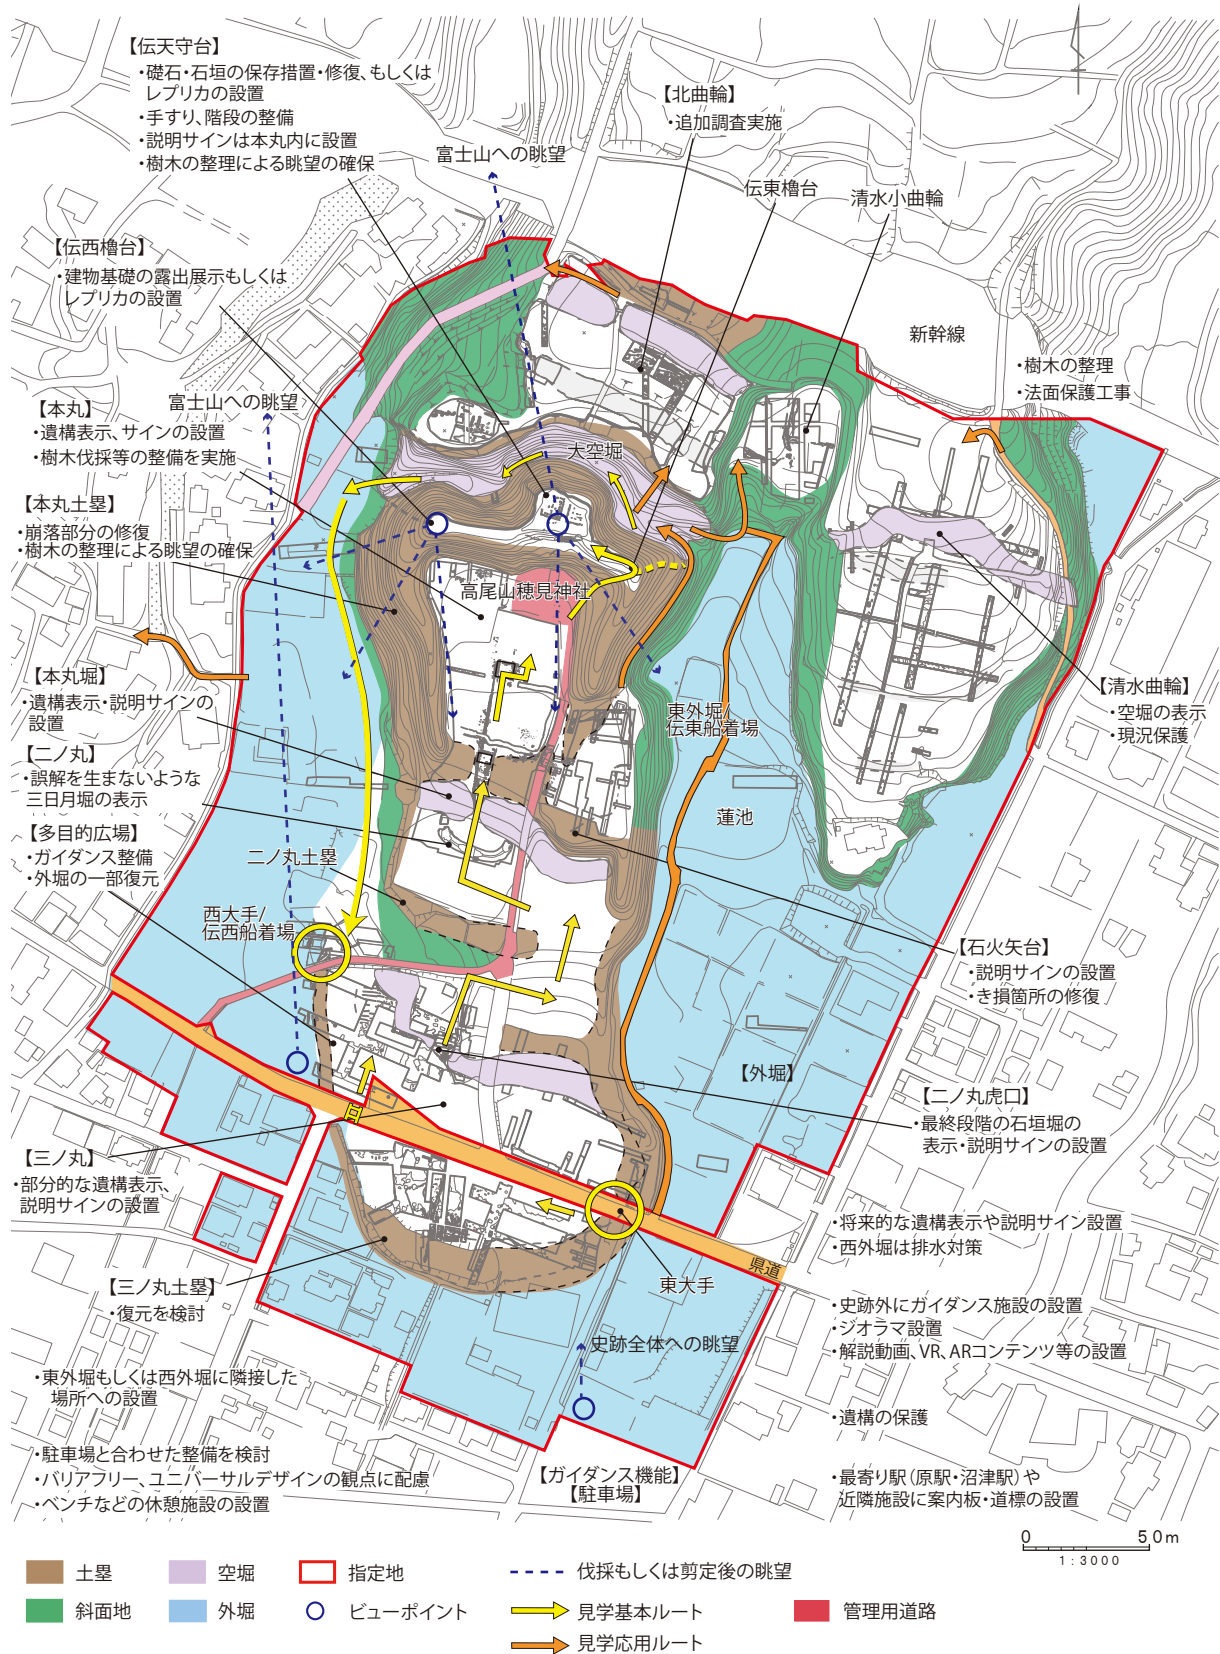 【伝天守台】
・礎石・石垣の保存措置・修復、もしくは
レプリカの設置
・手すり、階段の整備
・説明サインは本丸内に設置
・樹木の整理による眺望の確保
富士山への眺望
【北曲輪】
・追加調査実施
伝東櫓台
清水小曲輪
【伝西櫓台】
・建物基礎の露出展示もしくは
レプリカの設置
新幹線
・樹木の整理
・法面保護工事
富士山への眺望
【本丸】
・遺構表示、サインの設置
・樹木伐採等の整備を実施
大空堀
【本丸土塁】
・崩落部分の修復
・樹木の整理による眺望の確保
高尾山穂見神社
【本丸堀】
・遺構表示・説明サインの
設置
東外堀/
伝東船着場
【清水曲輪】
・空堀の表示
・現況保護
【二ノ丸】
・誤解を生まないような
三日月堀の表示
蓮池
【多目的広場】
・ガイダンス整備
・外堀の一部復元
二ノ丸土塁
西大手/
伝西船着場
【石火矢台】
・説明サインの設置
・き損箇所の修復
【外堀】
【二ノ丸虎口】
・最終段階の石垣堀の
表示・説明サインの設置
【三ノ丸】
・部分的な遺構表示、
説明サインの設置
・将来的な遺構表示や説明サイン設置
・西外堀は排水対策
県道
【三ノ丸土塁】
・復元を検討
東大手
・史跡外にガイダンス施設の設置
・ジオラマ設置
・解説動画、VR、ARコンテンツ等の設置
史跡全体への眺望
・東外堀もしくは西外堀に隣接した
場所への設置
・遺構の保護
・駐車場と合わせた整備を検討
・バリアフリー、ユニバーサルデザインの観点に配慮
・ベンチなどの休憩施設の設置
【ガイダンス機能】
【駐車場】
・最寄り駅（原駅・沼津駅）や
近隣施設に案内板・道標の設置
0 50m
1:3000
土塁
空堀
指定地
伐採もしくは剪定後の眺望
斜面地
外堀
ビューポイント
見学基本ルート
管理用道路
見学応用ルート